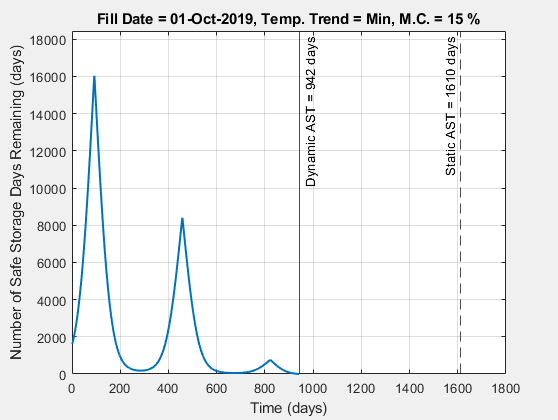 Fill Date = 01-Oct-2019, Temp. Trend = Min, M.C. = 15 %
Number of Safe Storage Days Remaining (days)
18000
16000
14000
12000
10000
8000
6000
4000
2000
0
Dynamic AST = 942 days
Static AST = 1610 days
0 200 400 600 800 1000 1200 1400 1600 1800
Time (days)